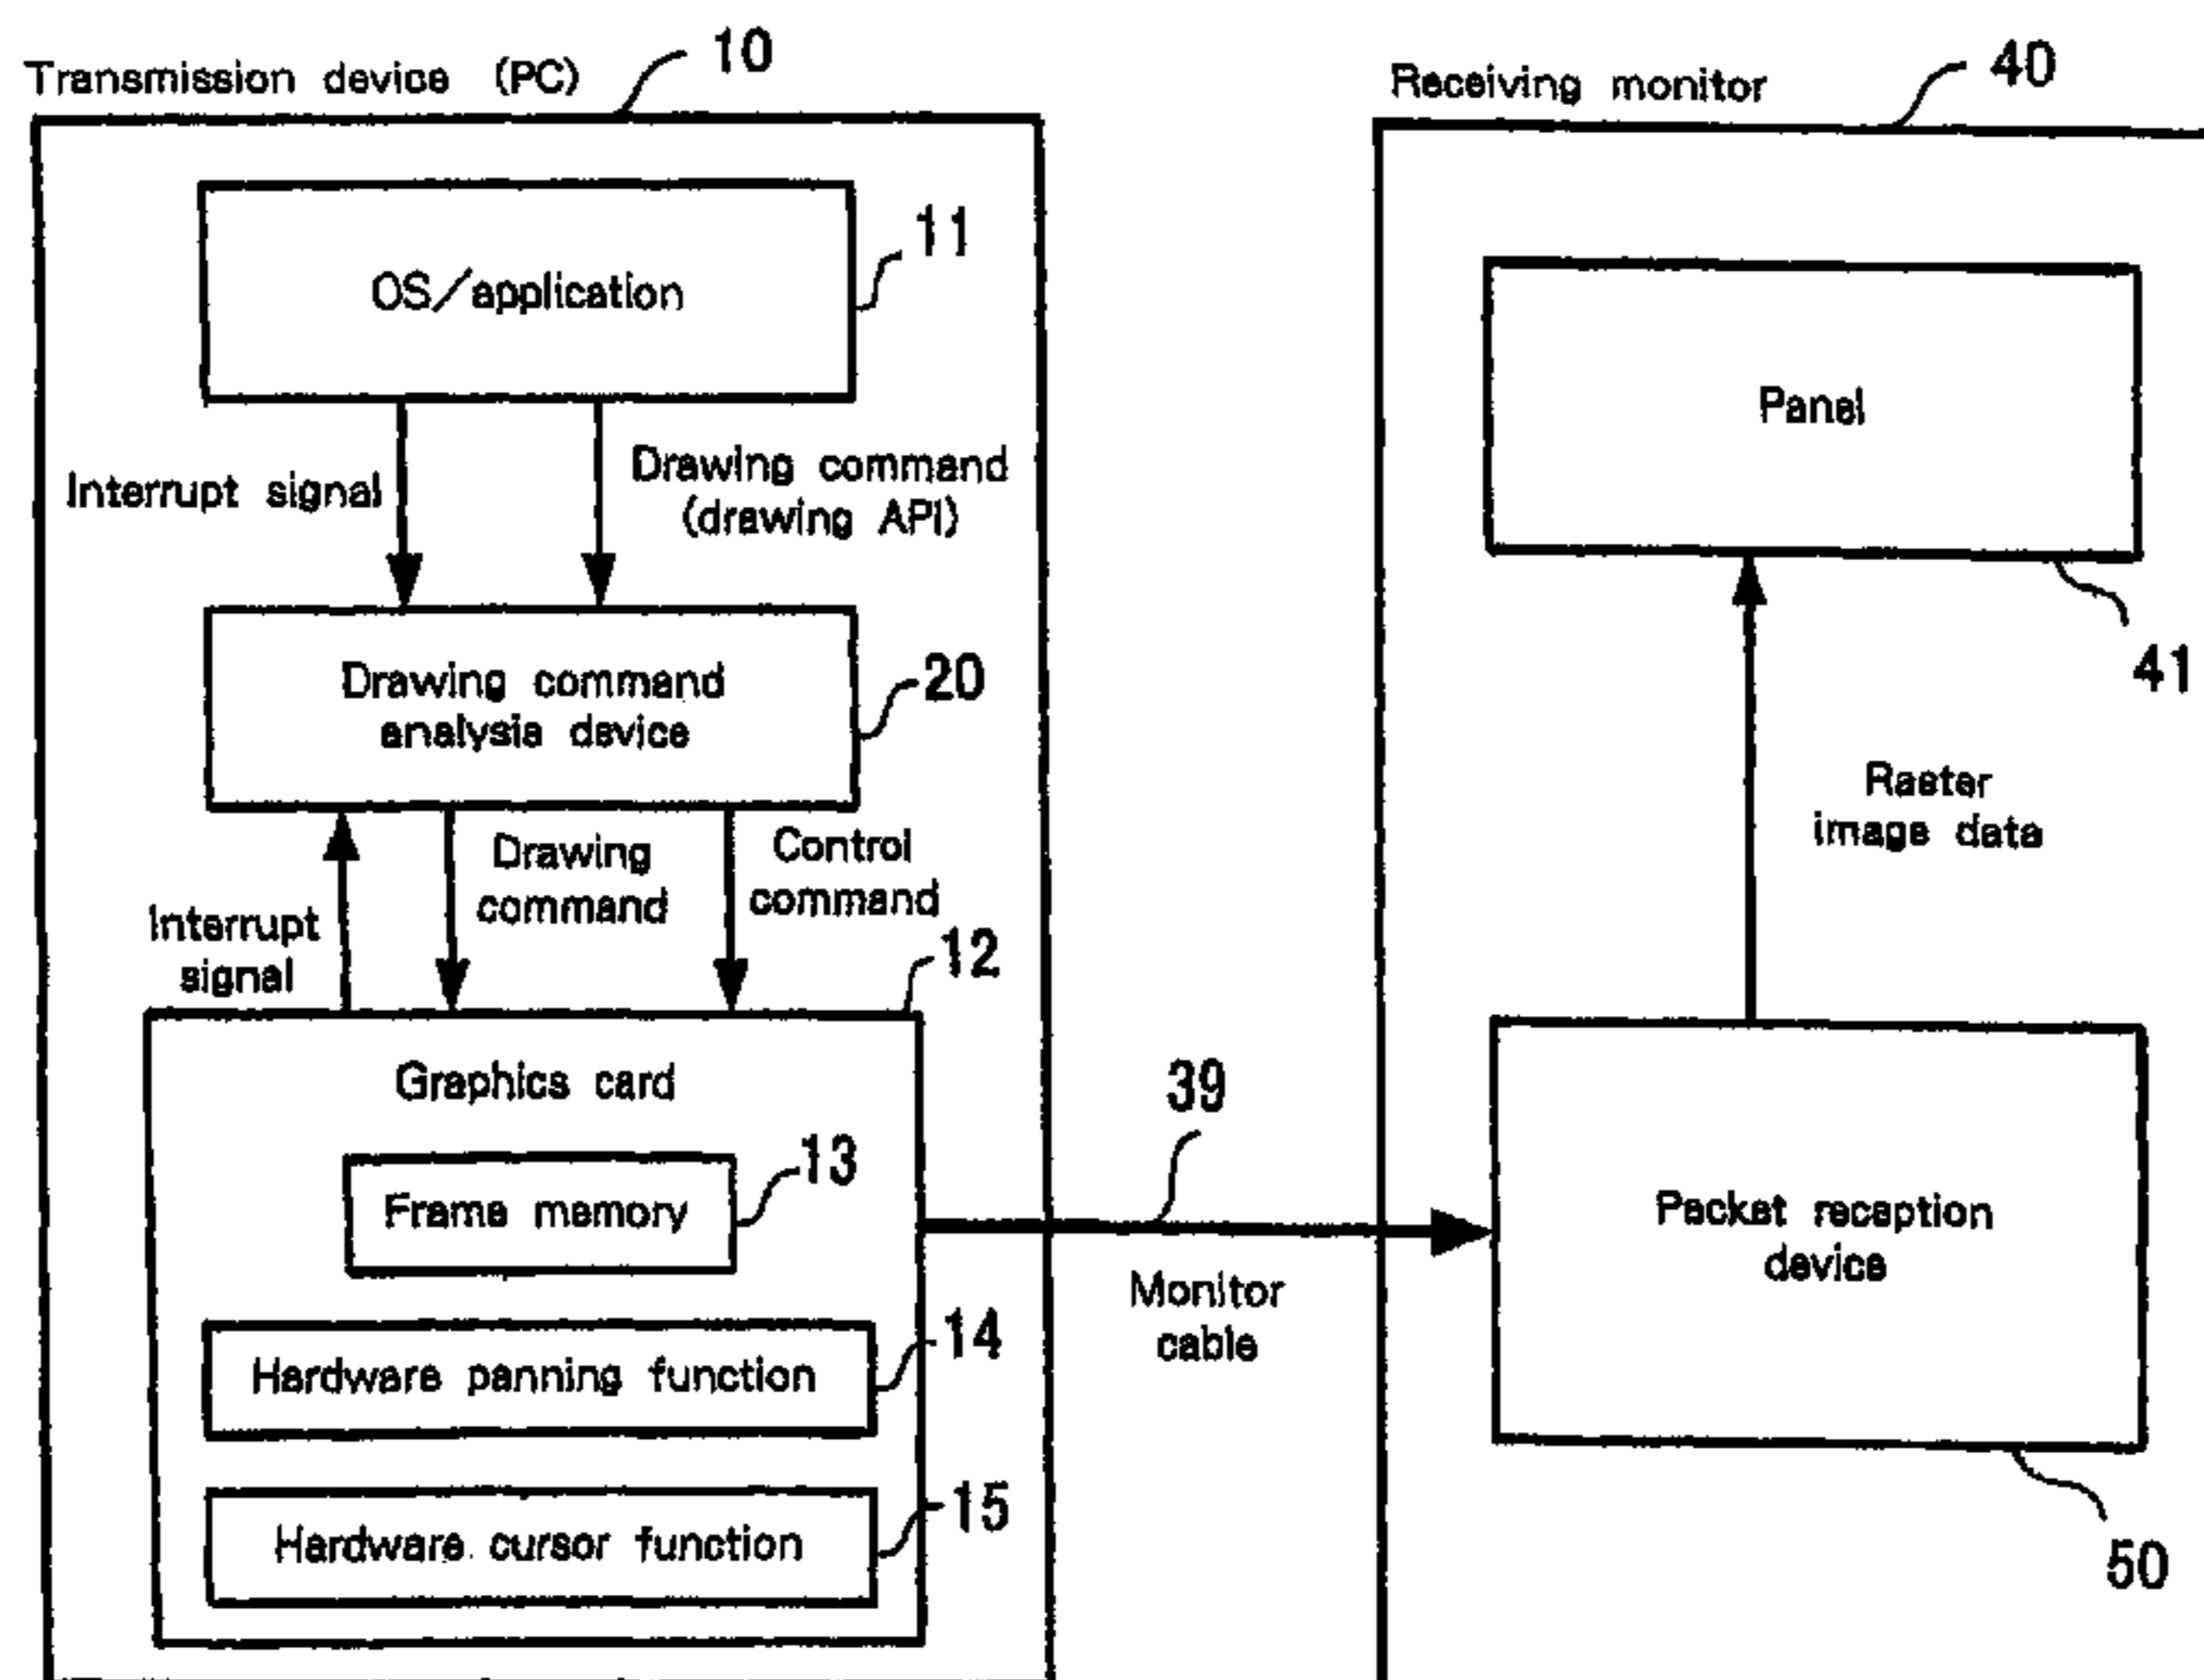 Transmission device (PC)
10
OS/application
11
Interrupt signal
Drawing command
(drawing API)
Drawing command
analysis device
20
Interrupt
signal
Drawing
command
Control
command
12
Graphics card
Frame memory
13
Hardware panning function
14
Hardware cursor function
15
39
Monitor
cable
Receiving monitor
40
Panel
41
Raster
image data
Packet reception
device
50